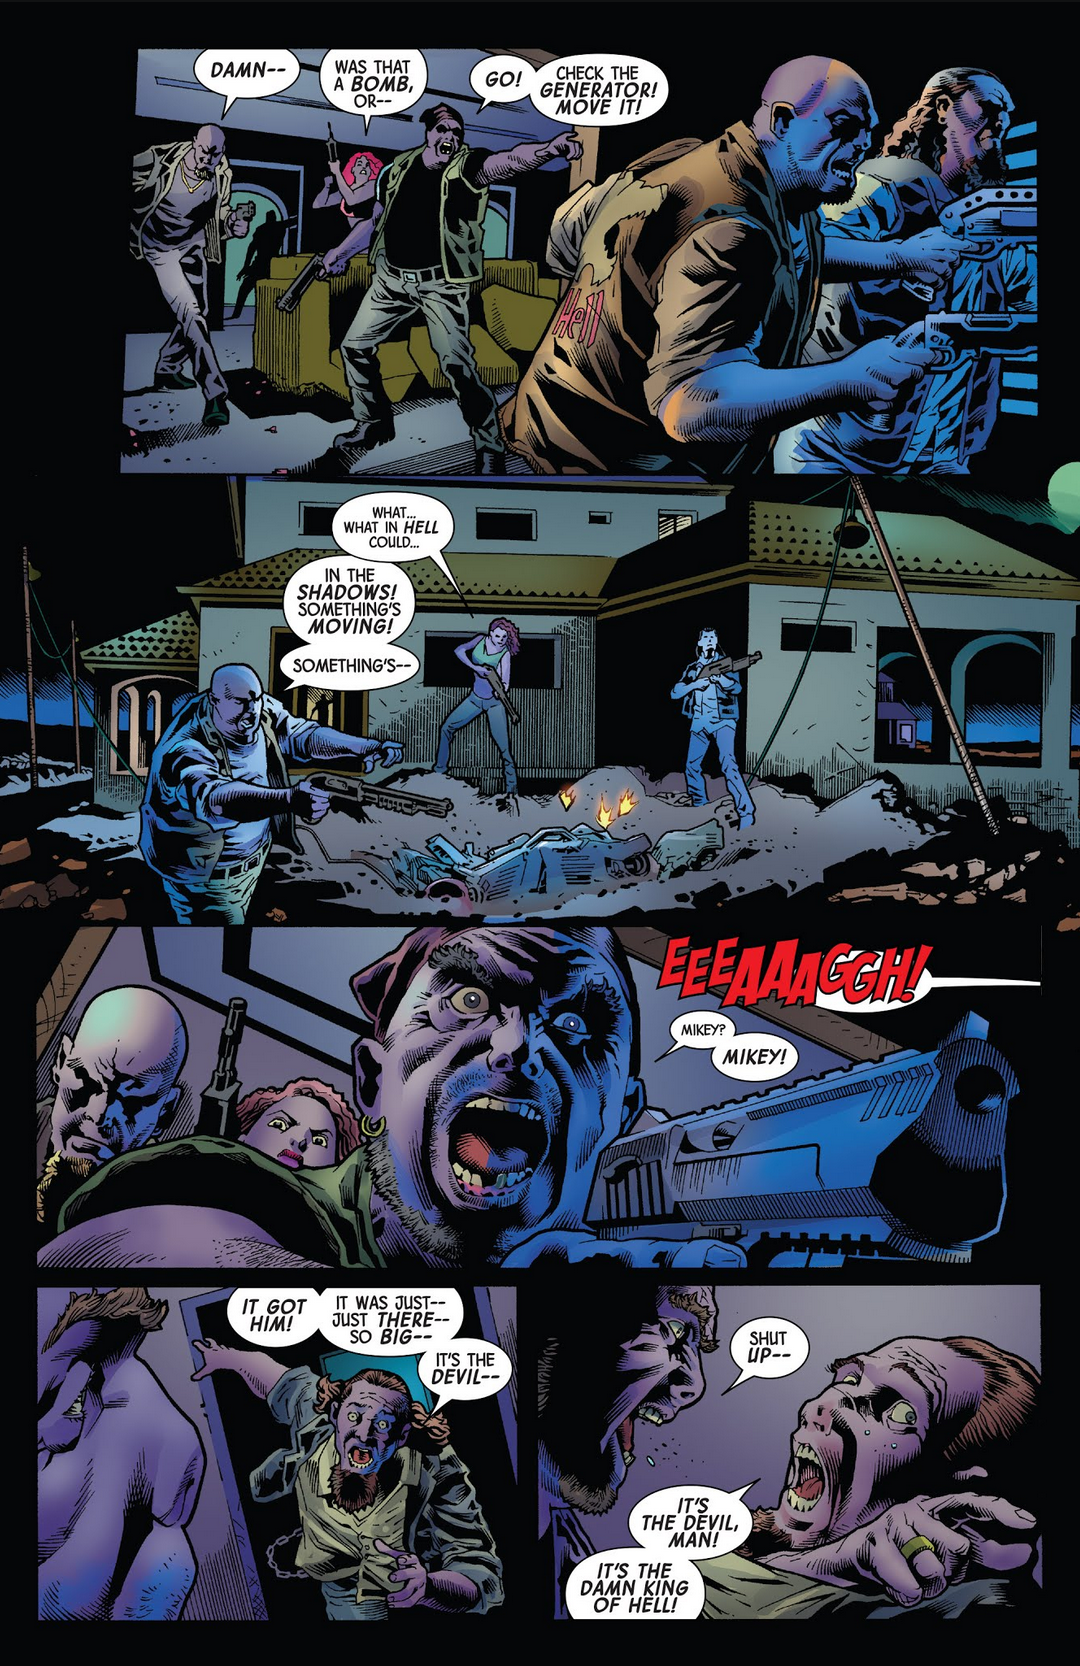 DAMN--
WAS THAT
A BOMB,
OR--
GO!
CHECK THE
GENERATOR!
MOVE IT!
Hell
WHAT...
WHAT IN HELL
COULD...
IN THE
SHADOWS!
SOMETHING'S
MOVING!
SOMETHING'S--
EEEAAAGGH!
MIKEY?
MIKEY!
IT GOT
HIM!
IT WAS JUST--
JUST THERE--
SO BIG--
IT'S THE
DEVIL--
SHUT
UP--
IT'S
THE DEVIL,
MAN!
IT'S THE
DAMN KING
OF HELL!